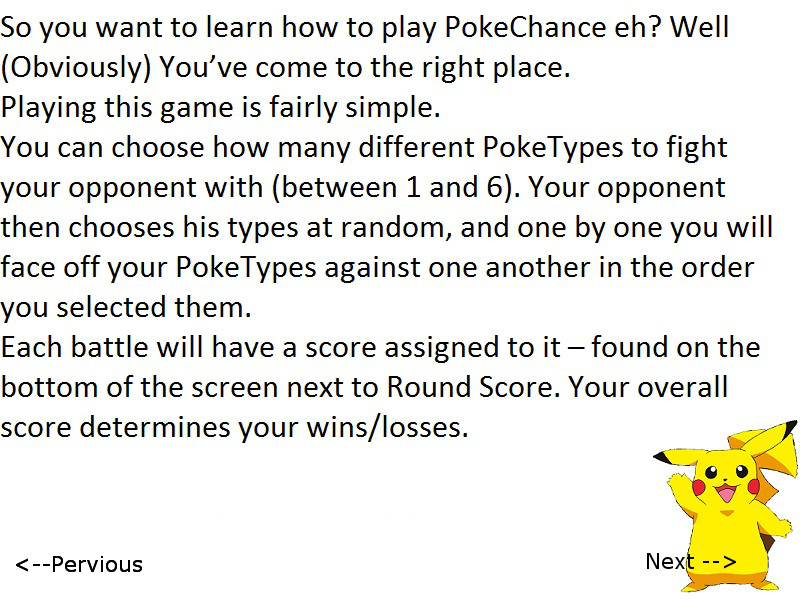 So you want to learn how to play PokeChance eh? Well
(Obviously) You’ve come to the right place.
Playing this game is fairly simple.
You can choose how many different PokeTypes to fight
your opponent with (between 1 and 6). Your opponent
then chooses his types at random, and one by one you will
face off your PokeTypes against one another in the order
you selected them.
Each battle will have a score assigned to it – found on the
bottom of the screen next to Round Score. Your overall
score determines your wins/losses.
<--Pervious
Next -->